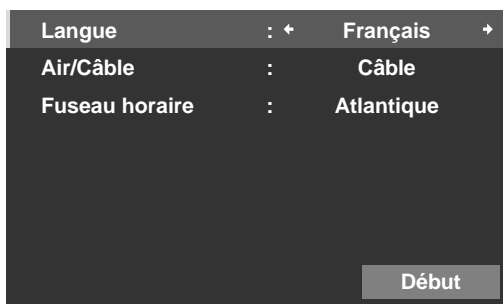 Langue : Français
Air/Câble : Câble
Fuseau horaire : Atlantique
Début